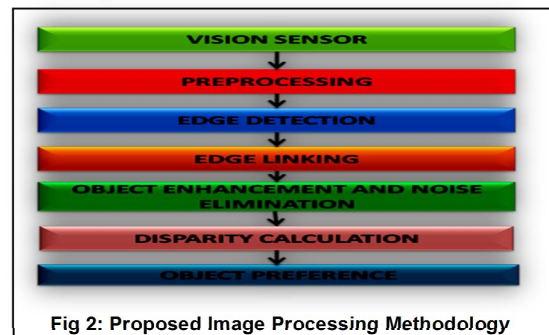 VISION SENSOR
PREPROCESSING
EDGE DETECTION
EDGE LINKING
OBJECT ENHANCEMENT AND NOISE
ELIMINATION
DISPARITY CALCULATION
OBJECT PREFERENCE
Fig 2: Proposed Image Processing Methodology